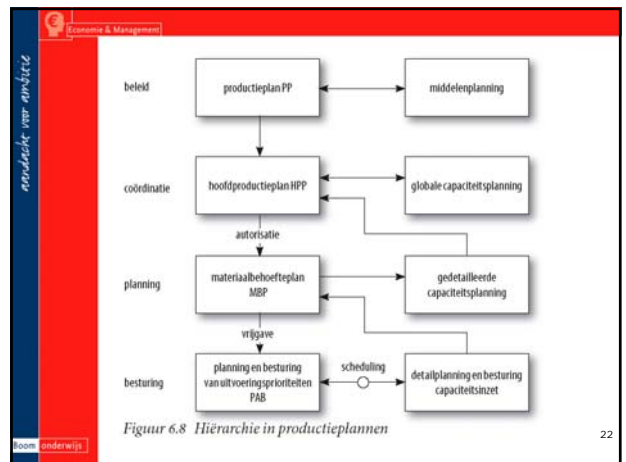 Economie & Management
aandacht voor ambitie
beleid
productieplan PP
middelenplanning
coördinatie
hoofdproductieplan HPP
globale capaciteitsplanning
autorisatie
planning
materiaalbehoefteplan
MBP
gedetailleerde
capaciteitsplanning
vrijgave
besturing
planning en besturing
van uitvoeringsprioriteiten
PAB
scheduling
detailplanning en besturing
capaciteitsinzet
Figuur 6.8 Hiërarchie in productieplannen
22
Boom onderwijs